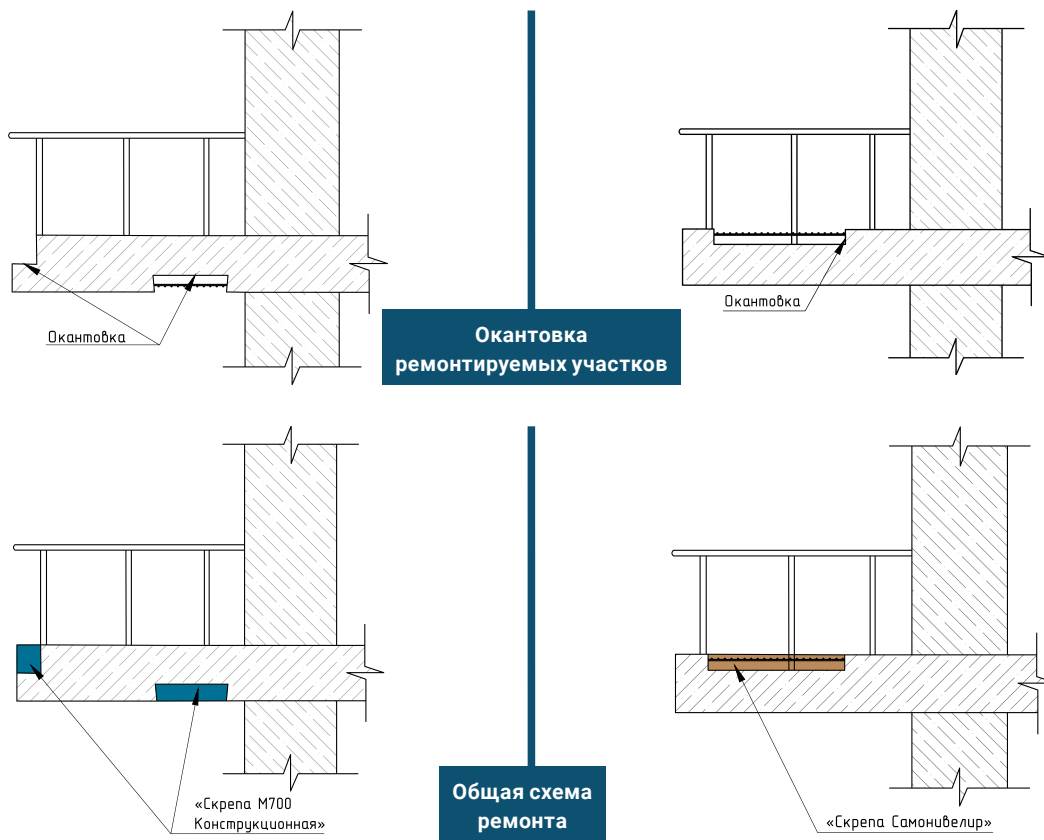 Окантовка
Окантовка
Окантовка
ремонтируемых участков
«Скрепа М700
Конструкционная»
Общая схема
ремонта
«Скрепа Самонивелир»